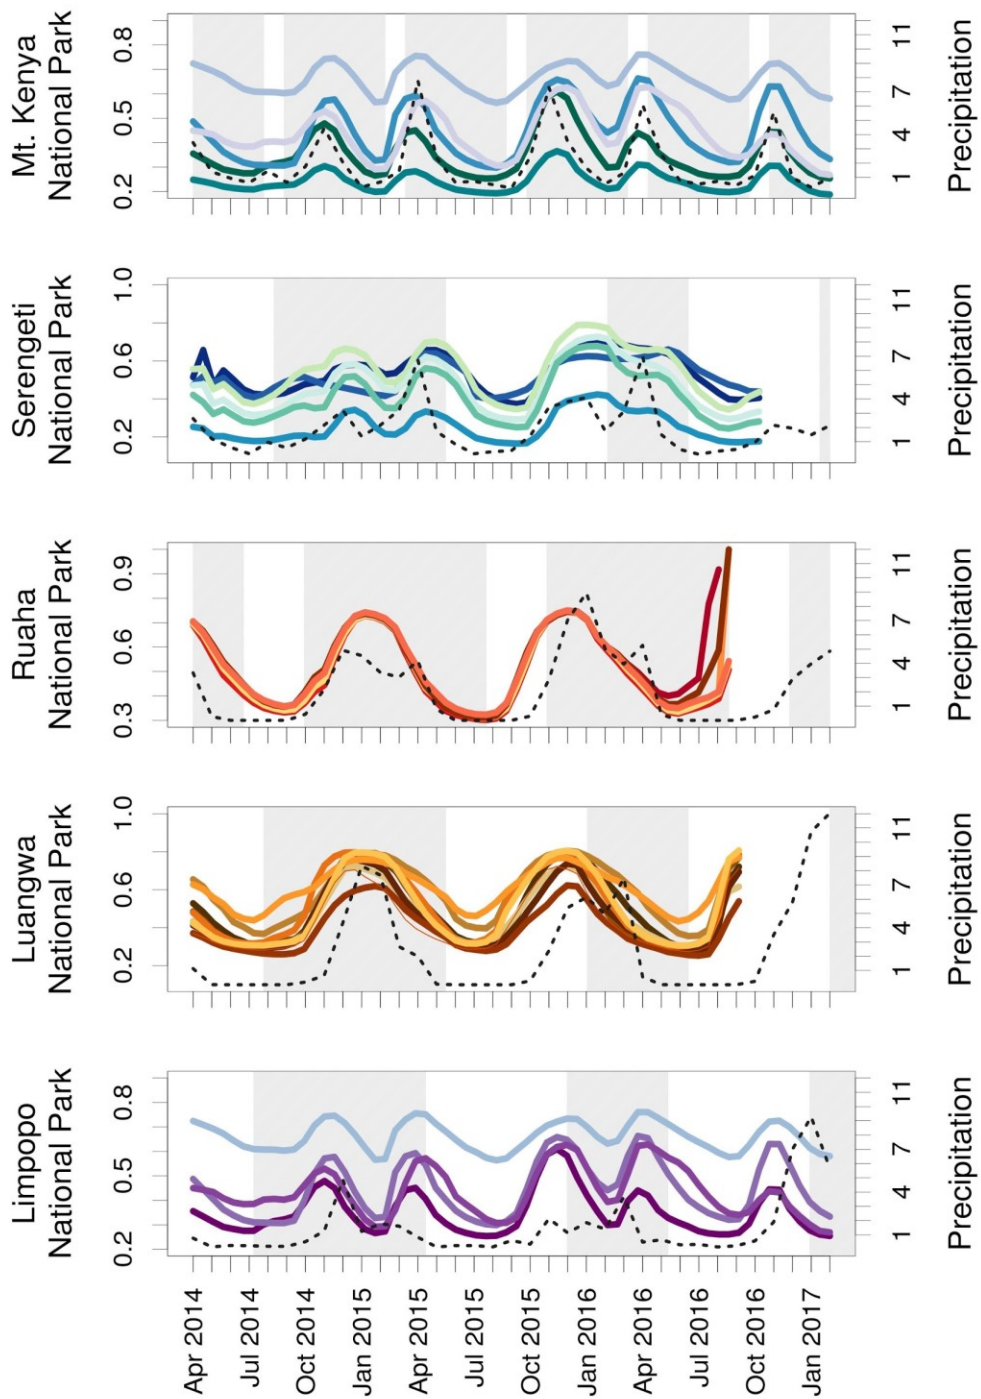 Mt. Kenya
National Park
0.2 0.5 0.8
1 4 7 11
Precipitation
Serengeti
National Park
0.2 0.6 1.0
1 4 7 11
Precipitation
Ruaha
National Park
0.3 0.6 0.9
1 4 7 11
Precipitation
Luangwa
National Park
0.2 0.6 1.0
1 4 7 11
Precipitation
Limpopo
National Park
0.2 0.5 0.8
1 4 7 11
Precipitation
Apr 2014
Jul 2014
Oct 2014
Jan 2015
Apr 2015
Jul 2015
Oct 2015
Jan 2016
Apr 2016
Jul 2016
Oct 2016
Jan 2017